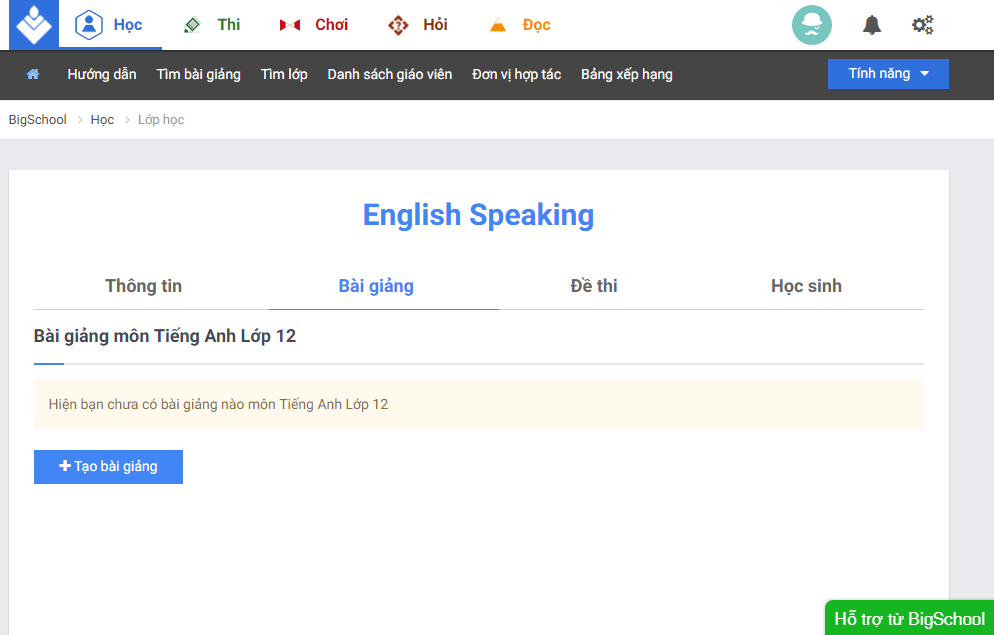 Học Thi Chơi Hỏi Đọc
Hướng dẫn Tìm bài giảng Tìm lớp Danh sách giáo viên Đơn vị hợp tác Bảng xếp hạng Tính năng
BigSchool > Học > Lớp học
English Speaking
Thông tin Bài giảng Đề thi Học sinh
Bài giảng môn Tiếng Anh Lớp 12
Hiện bạn chưa có bài giảng nào môn Tiếng Anh Lớp 12
Tạo bài giảng
Hỗ trợ từ BigSchool